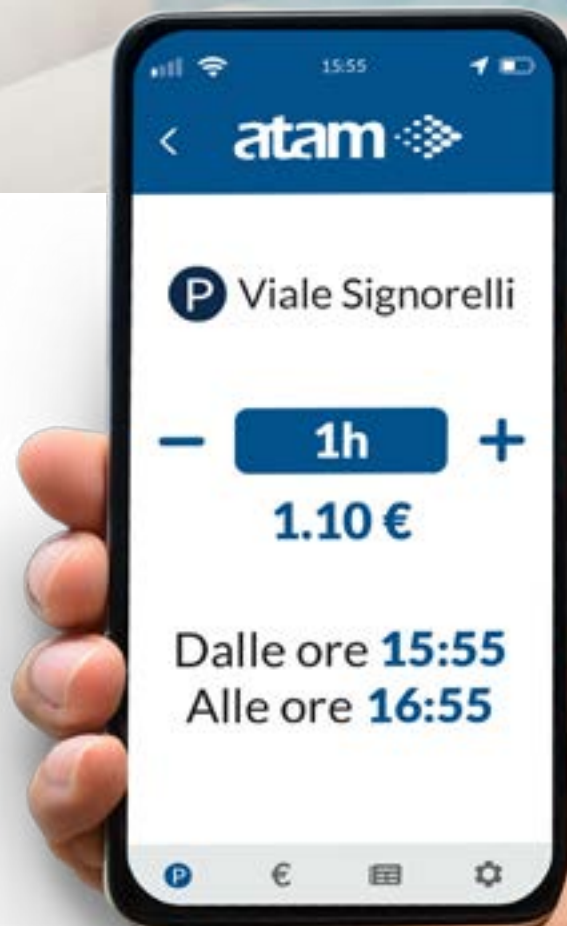 15:55
atam
P Viale Signorelli
1h
1.10 €
Dalle ore 15:55
Alle ore 16:55
P €